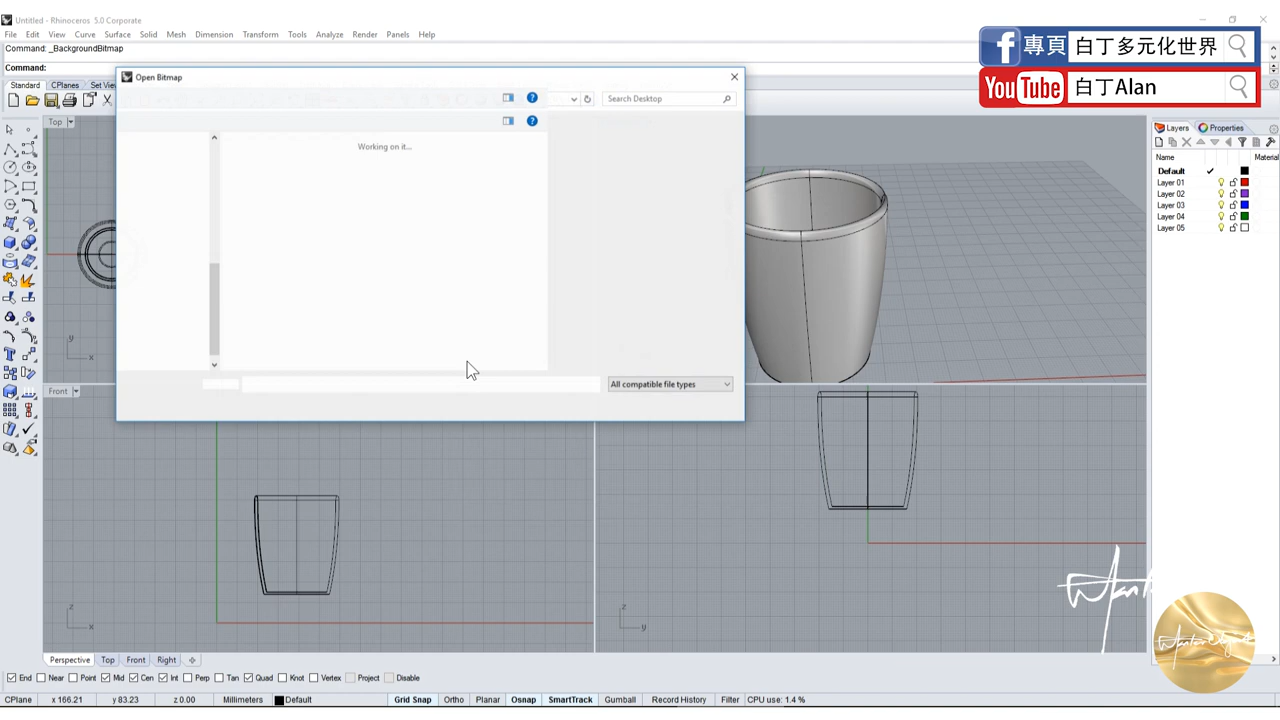 Untitled - Rhinoceros 5.0 Corporate
File Edit View Curve Surface Solid Mesh Dimension Transform Tools Analyze Render Panels Help
Command: _BackgroundBitmap
Command:
專頁 白丁多元化世界
YouTube 白丁Alan
Open Bitmap
Standard CPlanes Set Vie
Search Desktop
Working on it...
All compatible file types
Top
Front
Layers Properties
Name Material
Default
Layer 01
Layer 02
Layer 03
Layer 04
Layer 05
y
x
z
x
z
y
Perspective Top Front Right
End Near Point Mid Cen Int Perp Tan Quad Knot Vertex Project Disable
CPlane x 166.21 y 83.23 z 0.00 Millimeters Default Grid Snap Ortho Planar Osnap SmartTrack Gumball Record History Filter CPU use: 1.4 %